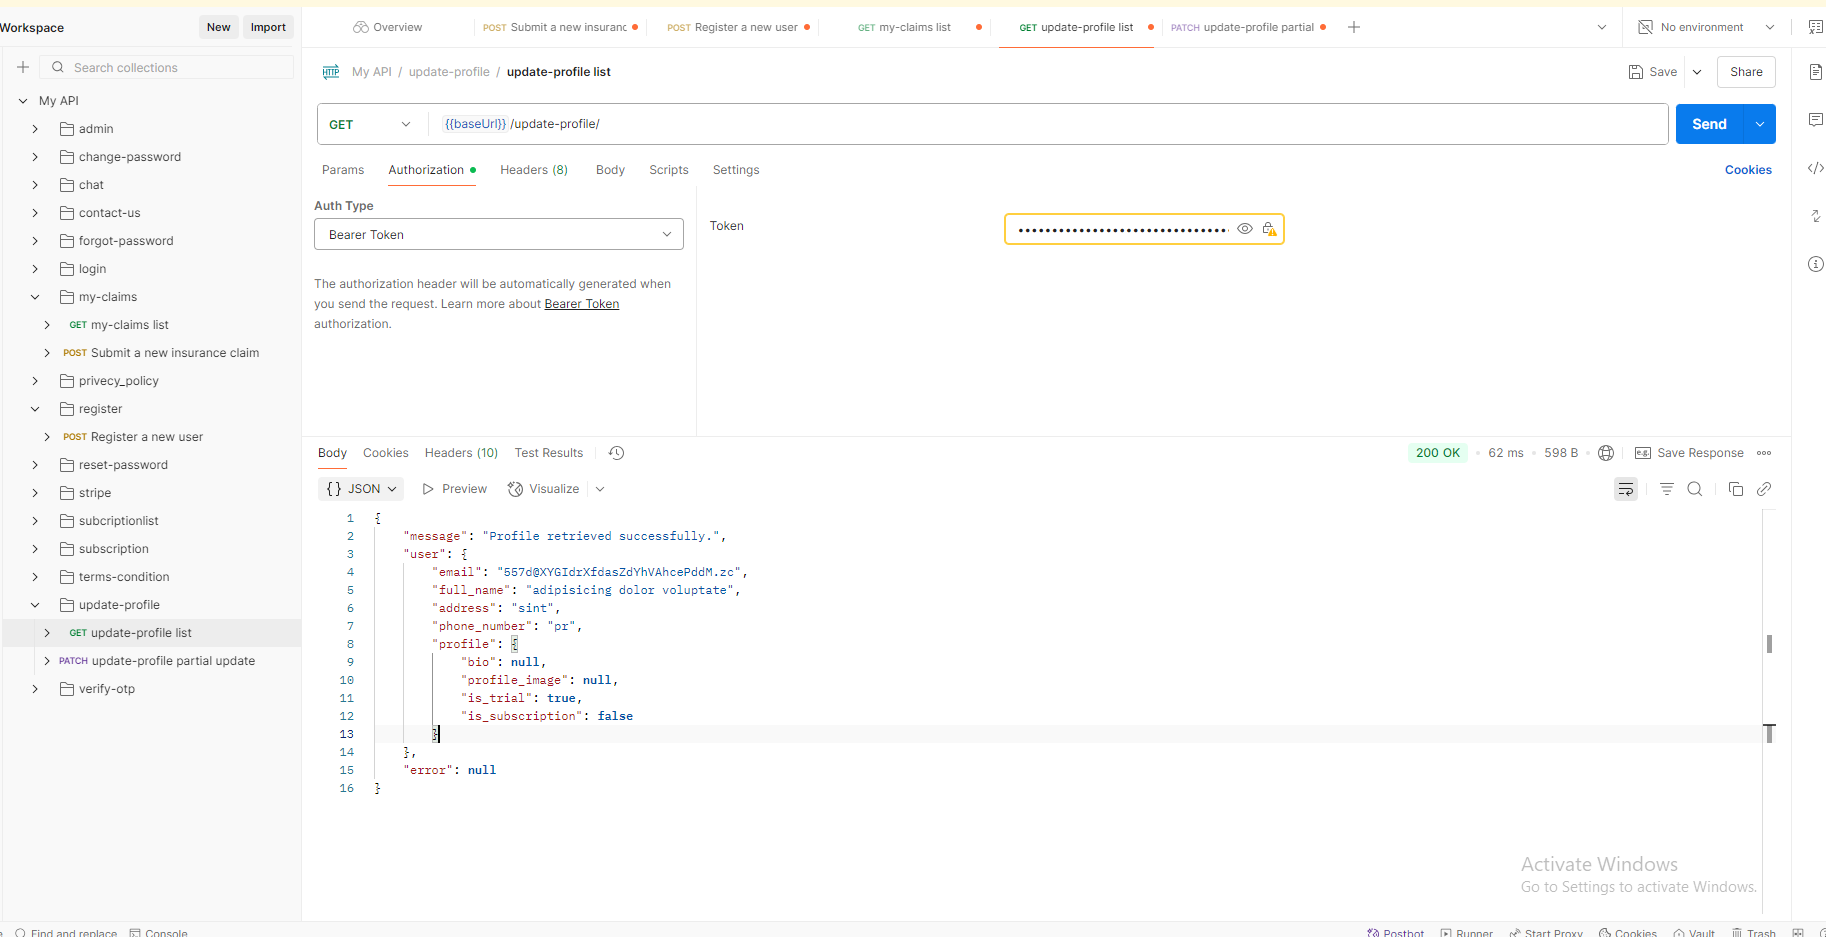 Workspace
New
Import
Overview
POST Submit a new insuranc
POST Register a new user
GET my-claims list
GET update-profile list
PATCH update-profile partial
No environment
Search collections
HTTP My API / update-profile / update-profile list
Save
Share
My API
admin
change-password
chat
contact-us
forgot-password
login
my-claims
GET my-claims list
POST Submit a new insurance claim
privecy_policy
register
POST Register a new user
reset-password
stripe
subcriptionlist
subscription
terms-condition
update-profile
GET update-profile list
PATCH update-profile partial update
verify-otp
GET
{{baseUrl}} /update-profile/
Send
Params
Authorization
Headers (8)
Body
Scripts
Settings
Cookies
Auth Type
Bearer Token
The authorization header will be automatically generated when
you send the request. Learn more about Bearer Token
authorization.
Token
Body
Cookies
Headers (10)
Test Results
200 OK
62 ms
598 B
e.g. Save Response
{} JSON
Preview
Visualize
1 {
2 "message": "Profile retrieved successfully.",
3 "user": {
4 "email": "557d@XYGIdrXfdasZdYhVAhcePddM.zc",
5 "full_name": "adipisicing dolor voluptate",
6 "address": "sint",
7 "phone_number": "pr",
8 "profile": {
9 "bio": null,
10 "profile_image": null,
11 "is_trial": true,
12 "is_subscription": false
13 }
14 },
15 "error": null
16 }
Activate Windows
Go to Settings to activate Windows.
Find and replace
Console
Postbot
Runner
Start Proxy
Cookies
Vault
Trash